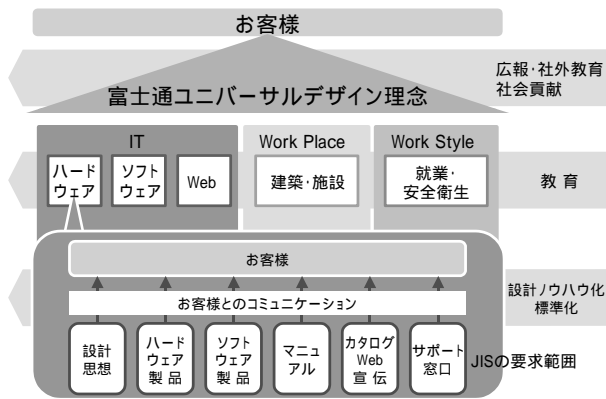 お客様
富士通ユニバーサルデザイン理念
広報・社外教育
社会貢献
IT
Work Place
Work Style
ハード
ウェア
ソフト
ウェア
Web
建築・施設
就業・
安全衛生
教 育
お客様
お客様とのコミュニケーション
設計ノウハウ化
標準化
設計
思想
ハード
ウェア
製 品
ソフト
ウェア
製 品
マニュ
アル
カタログ
Web
宣 伝
サポート
窓口
JISの要求範囲